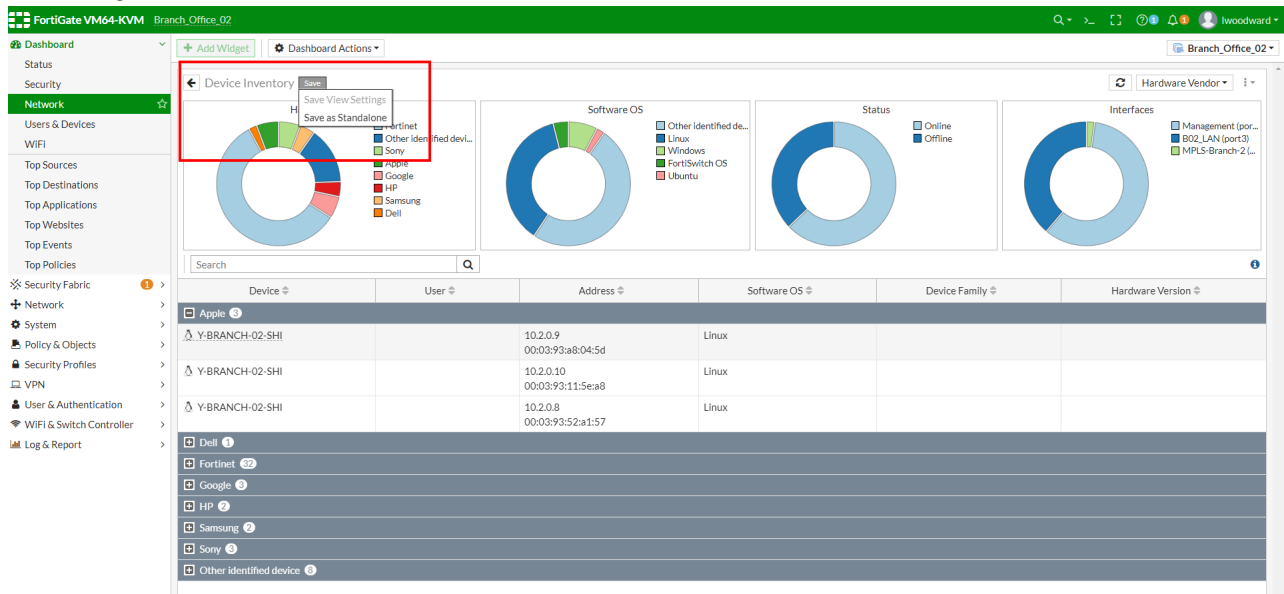 FortiGate VM64-KVM Branch_Office_02
1 1 lwoodward
Dashboard
Status
Security
Network
Users & Devices
WiFi
Top Sources
Top Destinations
Top Applications
Top Websites
Top Events
Top Policies
Security Fabric 1
Network
System
Policy & Objects
Security Profiles
VPN
User & Authentication
WiFi & Switch Controller
Log & Report
+ Add Widget Dashboard Actions
Branch_Office_02
Device Inventory Save
Hardware Vendor
Save View Settings
Save as Standalone
Fortinet
Other identified devi...
Sony
Apple
Google
HP
Samsung
Dell
Software OS
Other identified de...
Linux
Windows
FortiSwitch OS
Ubuntu
Status
Online
Offline
Interfaces
Management (por...
B02_LAN (port3)
MPLS-Branch-2 (...
Search
Device User Address Software OS Device Family Hardware Version
Apple 3
Y-BRANCH-02-SHI 10.2.0.9 Linux
00:03:93:a8:04:5d
Y-BRANCH-02-SHI 10.2.0.10 Linux
00:03:93:11:5e:a8
Y-BRANCH-02-SHI 10.2.0.8 Linux
00:03:93:52:a1:57
Dell 1
Fortinet 32
Google 3
HP 2
Samsung 2
Sony 3
Other identified device 8